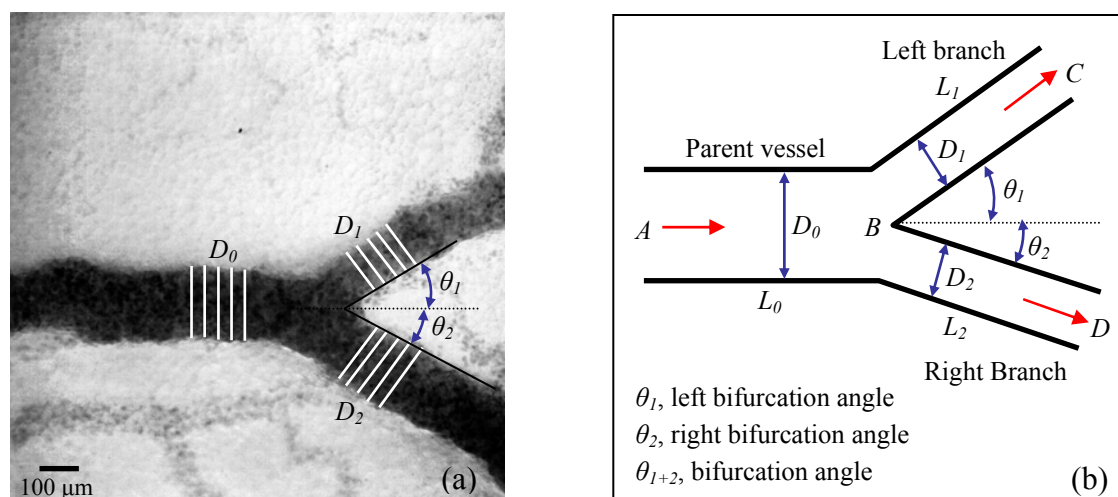 D0
D1
θ1
θ2
D2
100 μm
(a)
Left branch
L1
C
Parent vessel
D1
θ1
A
D0
B
θ2
D2
L0
L2
D
Right Branch
θ1, left bifurcation angle
θ2, right bifurcation angle
θ1+2, bifurcation angle
(b)